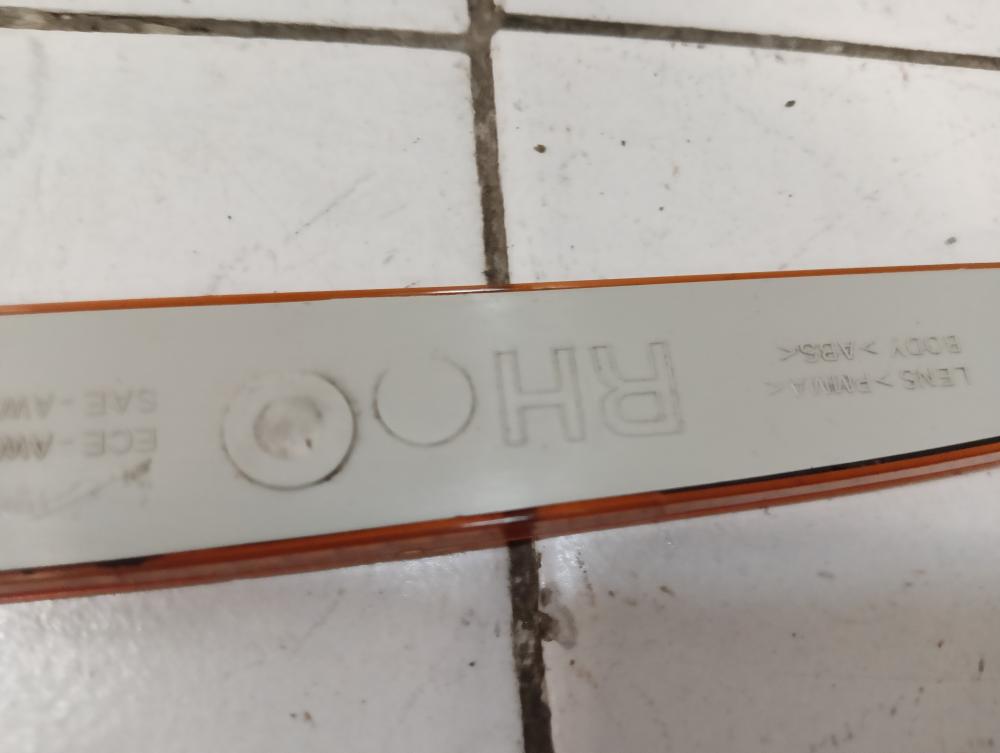 LENS >PMMA<
BODY >ABS<
RH
ECE - AW
SAE - AW